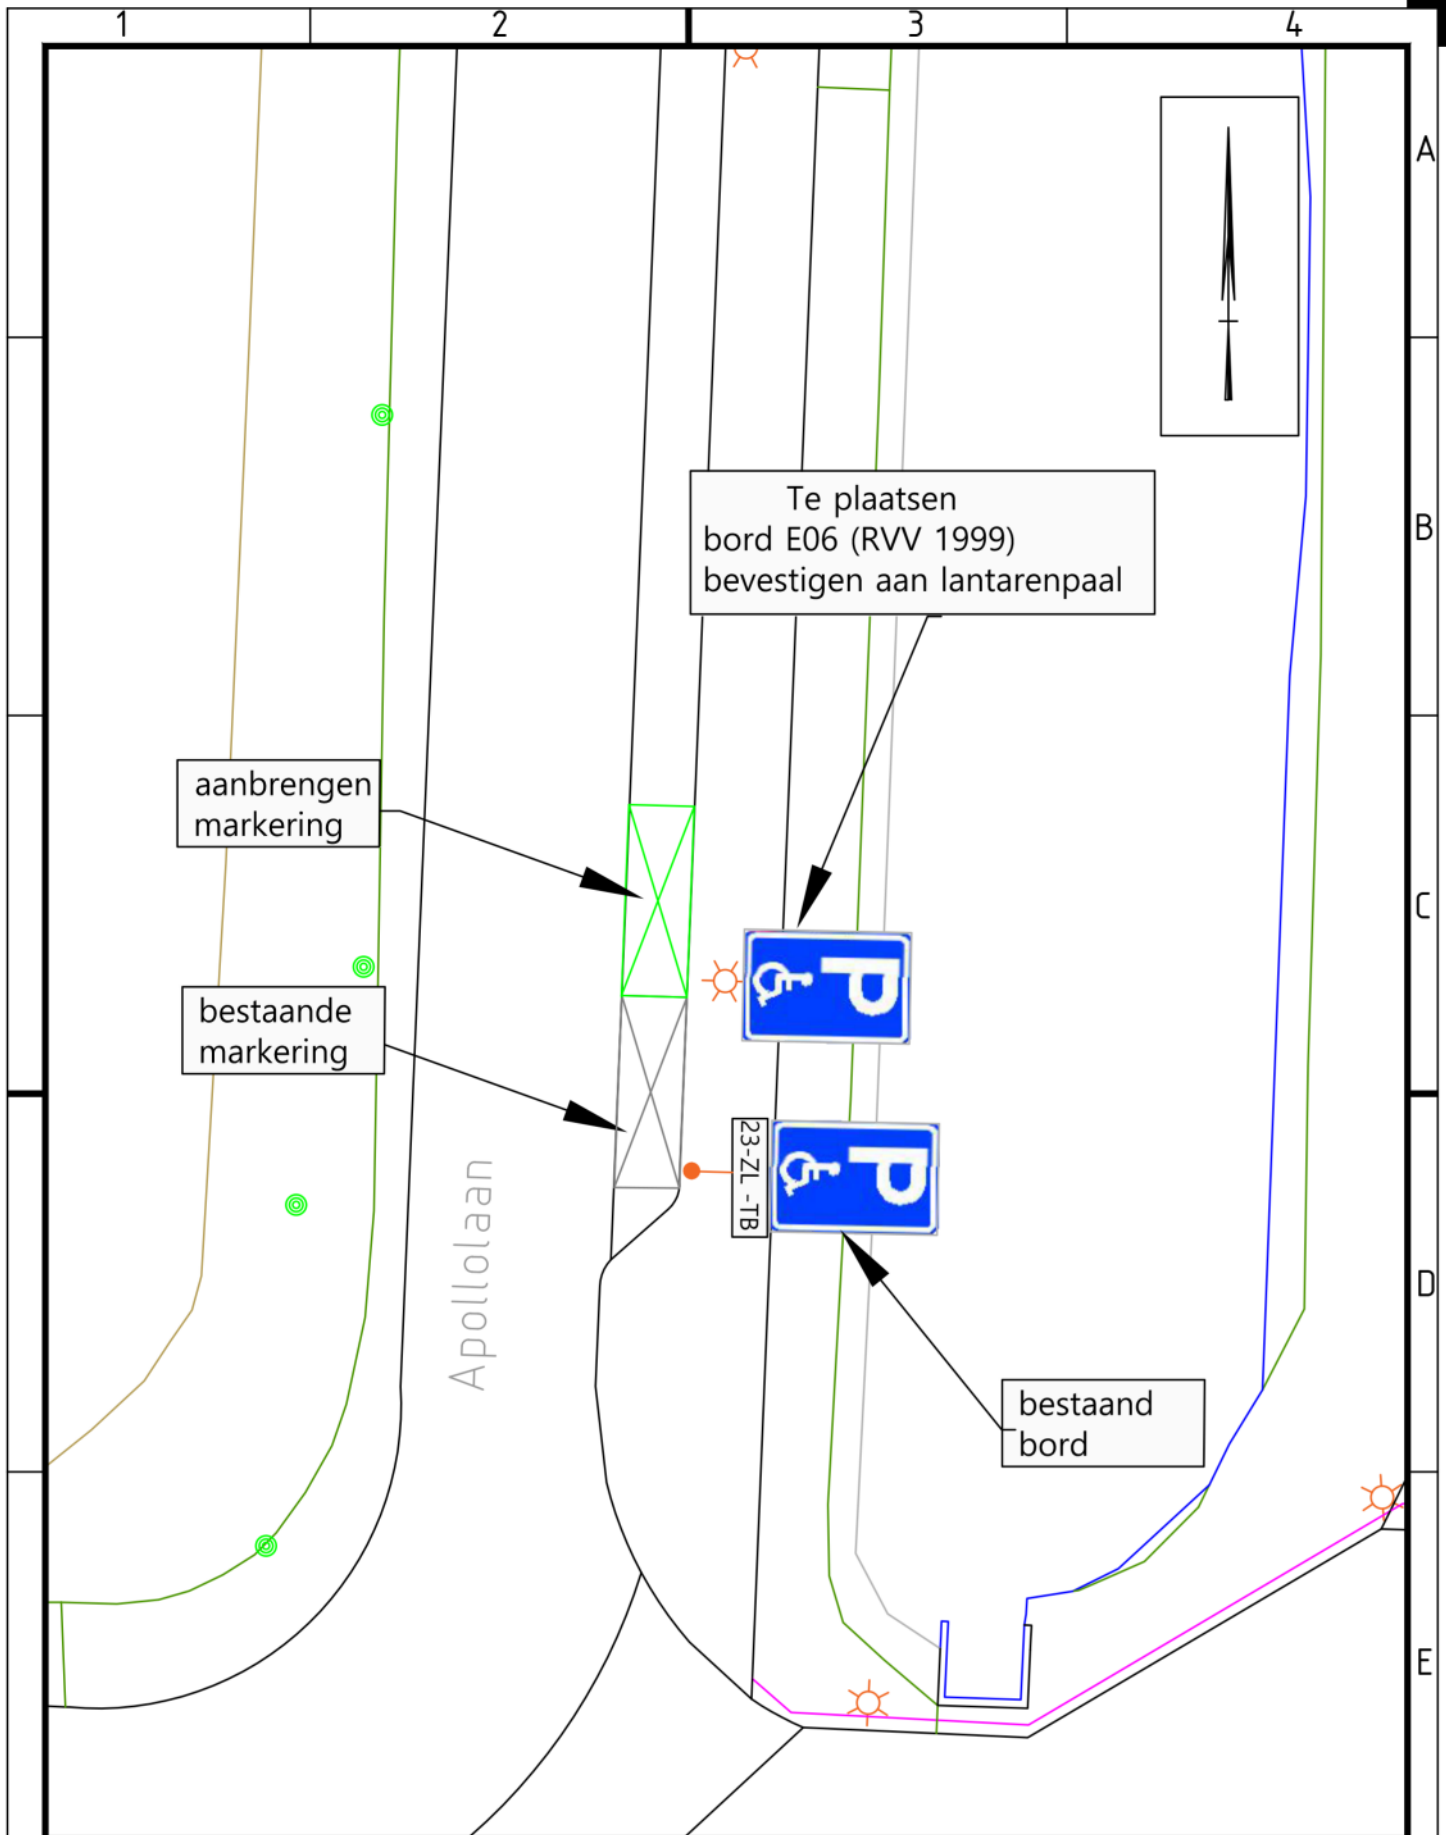 1
2
3
4
A
Te plaatsen
bord E06 (RVV 1999)
bevestigen aan lantarenpaal
B
aanbrengen
markering
C
P
bestaande
markering
23-ZL -TB
P
Apollolaan
D
bestaand
bord
E